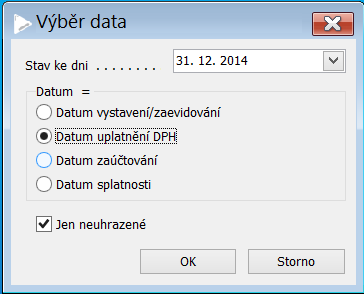 Výběr data
Stav ke dni ........ 31. 12. 2014
Datum =
Datum vystavení/zaevidování
Datum uplatnění DPH
Datum zaúčtování
Datum splatnosti
Jen neuhrazené
OK Storno